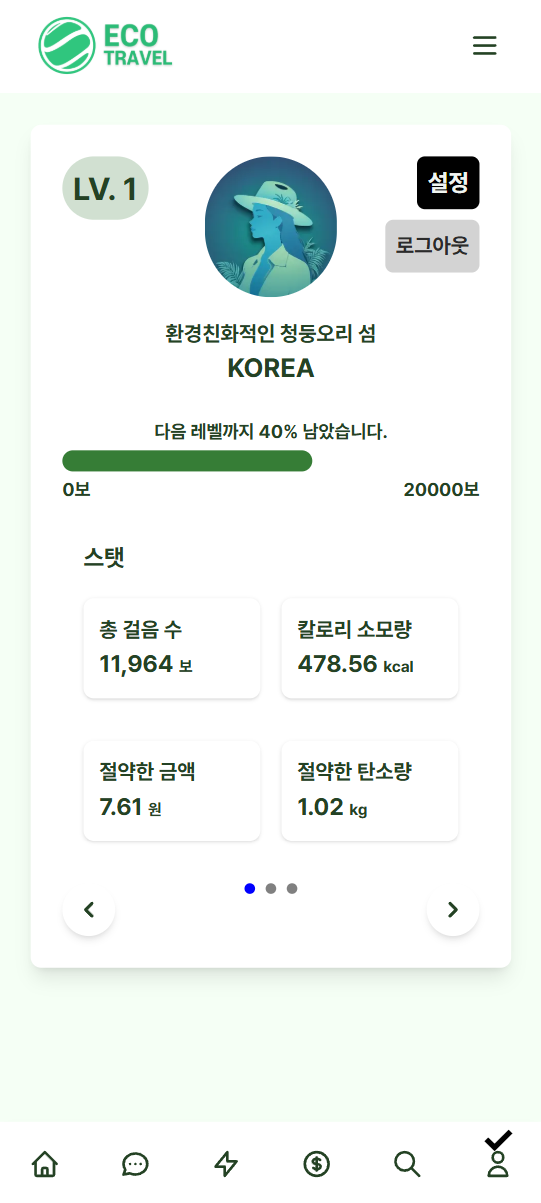 ECO
TRAVEL
LV. 1
설정
로그아웃
환경친화적인 청둥오리 섬
KOREA
다음 레벨까지 40% 남았습니다.
0보
20000보
스탯
총 걸음 수
11,964 보
칼로리 소모량
478.56 kcal
절약한 금액
7.61 원
절약한 탄소량
1.02 kg